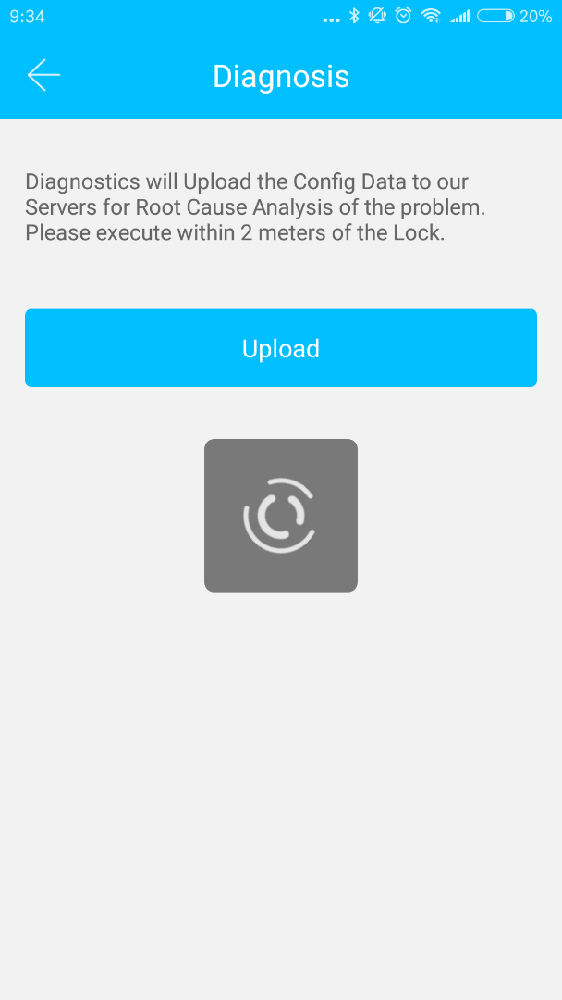 9:34
20%
Diagnosis
Diagnostics will Upload the Config Data to our
Servers for Root Cause Analysis of the problem.
Please execute within 2 meters of the Lock.
Upload